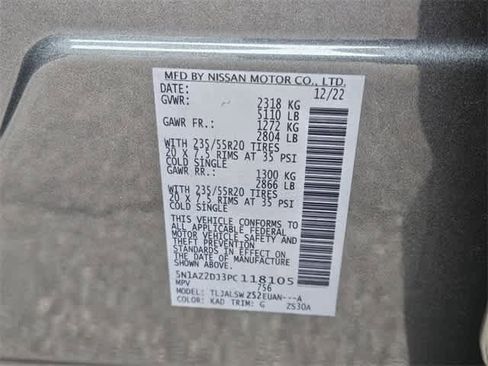 MFD BY NISSAN MOTOR CO., LTD.
DATE: 12/22
GVWR: 2318 KG
5110 LB
GAWR FR.: 1272 KG
2804 LB
WITH 235/55R20 TIRES
20 X 7.5 RIMS AT 35 PSI
COLD SINGLE
GAWR RR.: 1300 KG
2866 LB
WITH 235/55R20 TIRES
20 X 7.5 RIMS AT 35 PSI
COLD SINGLE
THIS VEHICLE CONFORMS TO
ALL APPLICABLE FEDERAL
MOTOR VEHICLE SAFETY AND
THEFT PREVENTION
STANDARDS IN EFFECT ON
THE DATE OF MANUFACTURE
SHOWN ABOVE.
5N1AZ2DJ3PC118105
MPV 756
MODEL: TLJALSWZ52EUAN---A
COLOR: KAD TRIM: G ZS30A